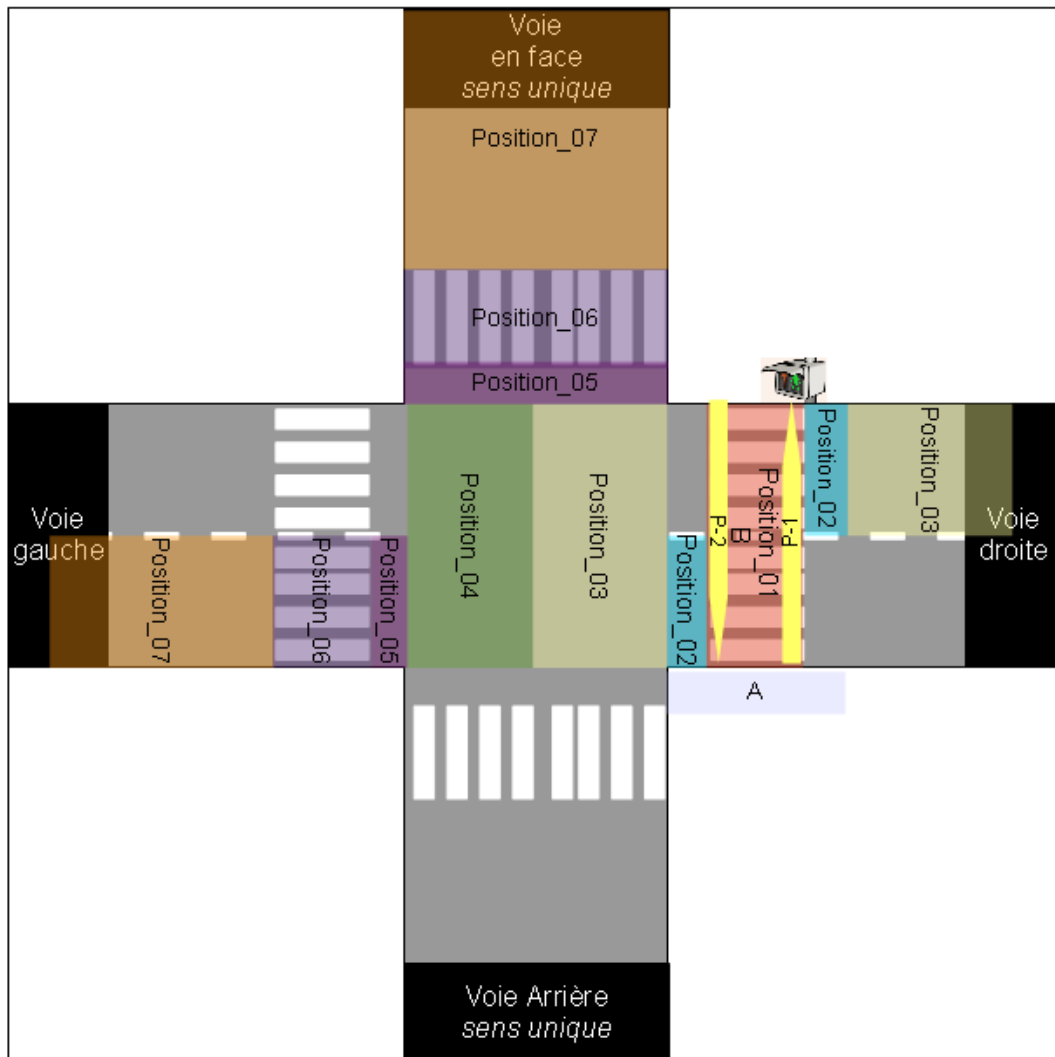 Voie
en face
sens unique
Position_07
Position_06
Position_05
Position_02
Position_03
Position_04
Position_03
Position_01
P-1
P-2
B
Voie
gauche
Voie
droite
Position_07
Position_06
Position_05
Position_02
A
Voie Arrière
sens unique